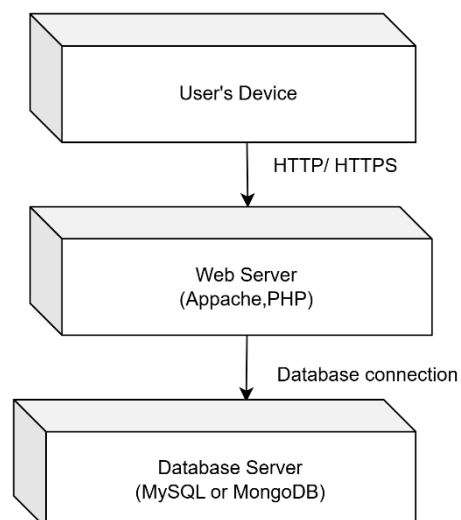 User's Device
HTTP/ HTTPS
Web Server
(Appache,PHP)
Database connection
Database Server
(MySQL or MongoDB)